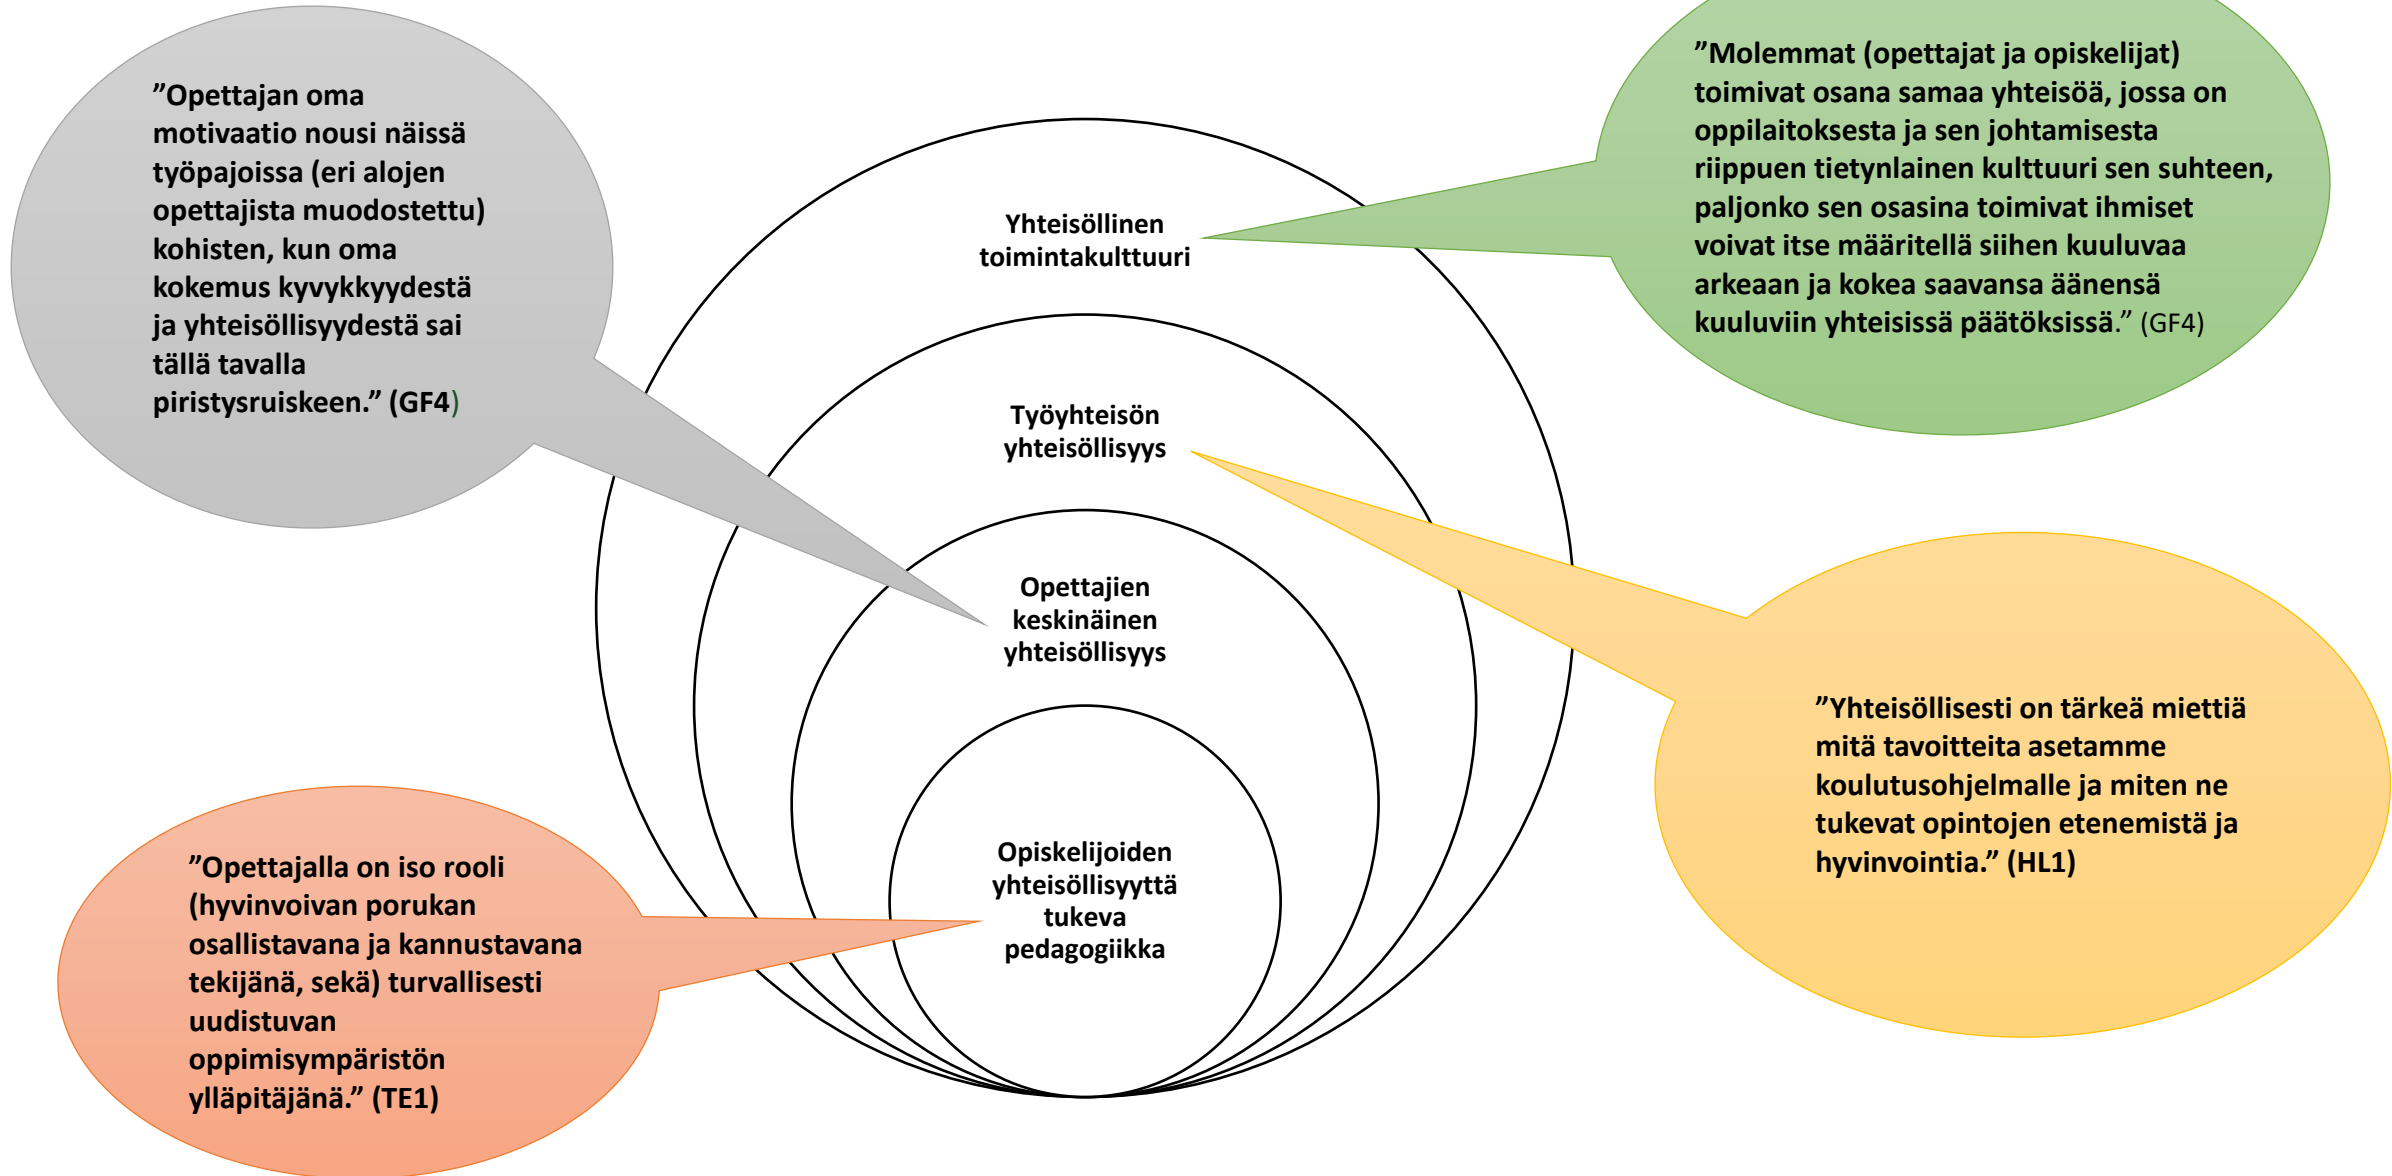 ”Opettajan oma
motivaatio nousi näissä
työpajoissa (eri alojen
opettajista muodostettu)
kohisten, kun oma
kokemus kyvykkyydestä
ja yhteisöllisyydestä sai
tällä tavalla
piristysruiskeen.” (GF4)
”Molemmat (opettajat ja opiskelijat)
toimivat osana samaa yhteisöä, jossa on
oppilaitoksesta ja sen johtamisesta
riippuen tietynlainen kulttuuri sen suhteen,
paljonko sen osasina toimivat ihmiset
voivat itse määritellä siihen kuuluvaa
arkeaan ja kokea saavansa äänensä
kuuluviin yhteisissä päätöksissä.” (GF4)
Yhteisöllinen
toimintakulttuuri
Työyhteisön
yhteisöllisyys
Opettajien
keskinäinen
yhteisöllisyys
Opiskelijoiden
yhteisöllisyyttä
tukeva
pedagogiikka
”Yhteisöllisesti on tärkeä miettiä
mitä tavoitteita asetamme
koulutusohjelmalle ja miten ne
tukevat opintojen etenemistä ja
hyvinvointia.” (HL1)
”Opettajalla on iso rooli
(hyvinvoivan porukan
osallistavana ja kannustavana
tekijänä, sekä) turvallisesti
uudistuvan
oppimisympäristön
ylläpitäjänä.” (TE1)